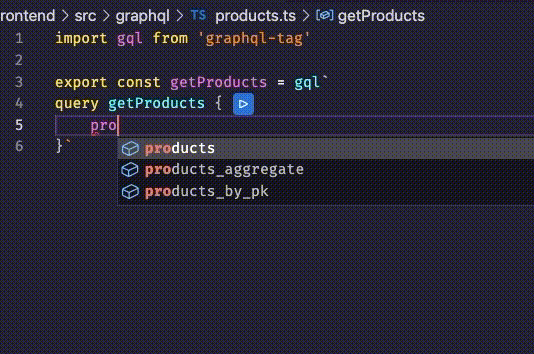 rontend > src > graphql > TS products.ts > getProducts
1 import gql from 'graphql-tag'
2
3 export const getProducts = gql`
4 query getProducts {
5 pro
6 }`
products
products_aggregate
products_by_pk